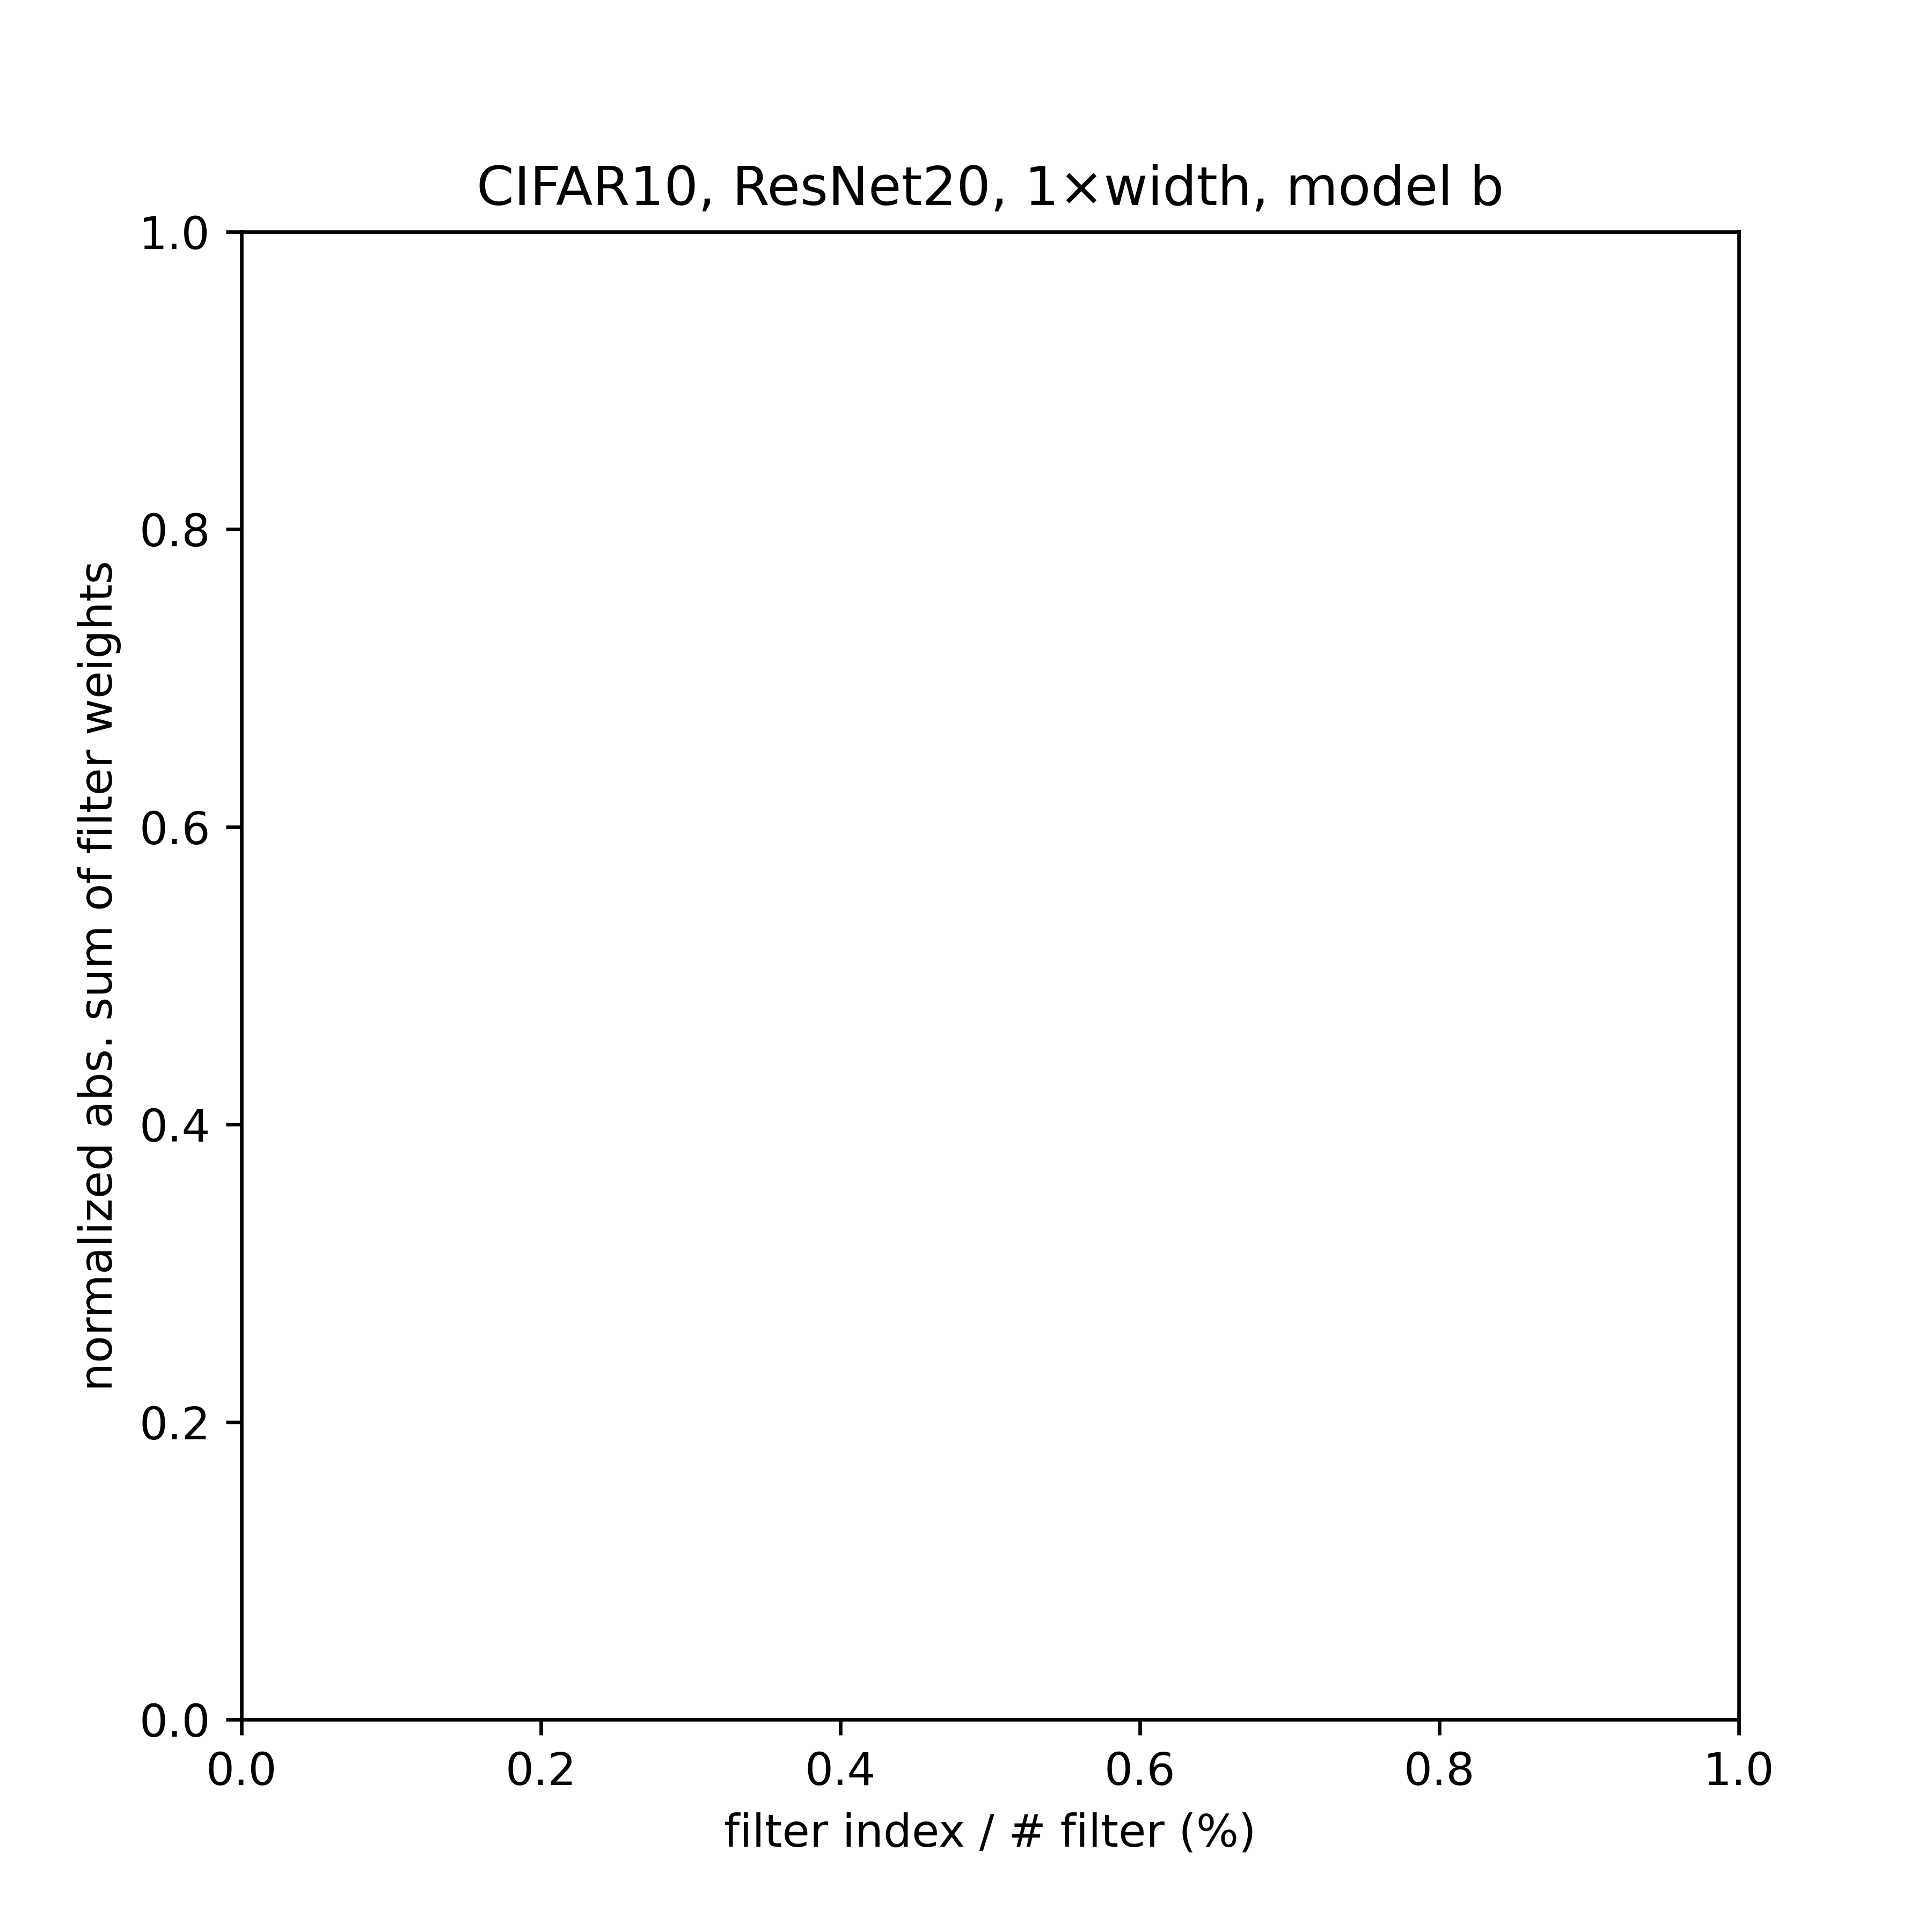 CIFAR10, ResNet20, 1×width, model b
1.0
0.8
0.6
0.4
0.2
0.0
normalized abs. sum of filter weights
0.0 0.2 0.4 0.6 0.8 1.0
filter index / # filter (%)